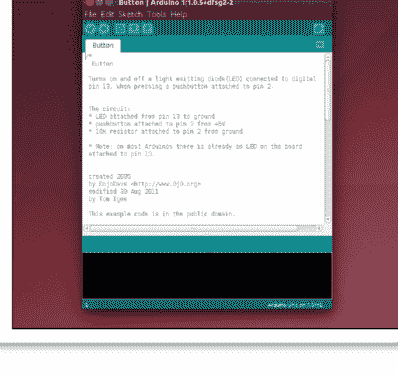 Button | Arduino 1:1.0.5+dfsg2-2
File Edit Sketch Tools Help
Button
/*
Button
Turns on and off a light emitting diode(LED) connected to digital
pin 13, when pressing a pushbutton attached to pin 2.
The circuit:
* LED attached from pin 13 to ground
* pushbutton attached to pin 2 from +5V
* 10K resistor attached to pin 2 from ground
* Note: on most Arduinos there is already an LED on the board
attached to pin 13.
created 2005
by DojoDave <http://www.0j0.org>
modified 30 Aug 2011
by Tom Igoe
This example code is in the public domain.